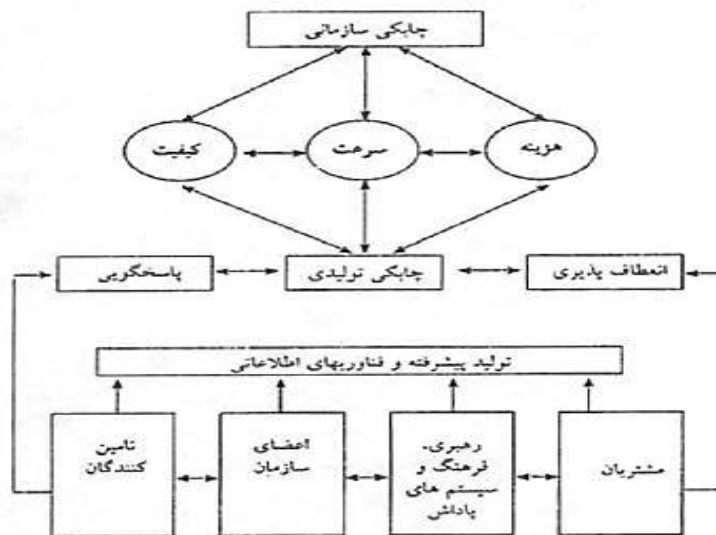 چابکی سازمانی
هزینه
سرعت
کیفیت
انعطاف پذیری
چابکی تولیدی
پاسخگویی
تولید پیشرفته و فناوریهای اطلاعاتی
مشتریان
رهبری-
فرهنگ و
سیستم های
پاداش
اعضای
سازمان
تامین
کنندگان